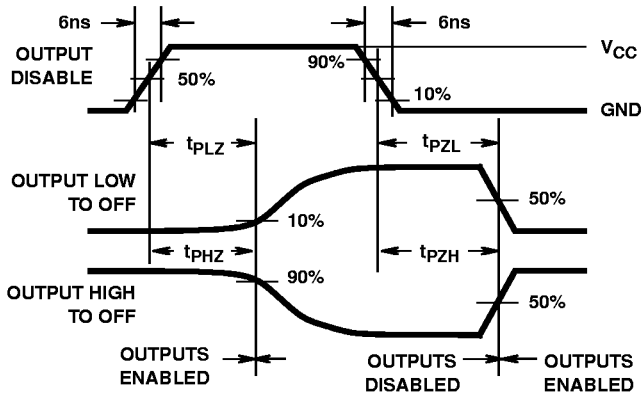 6ns
6ns
OUTPUT
DISABLE
50%
90%
10%
VCC
GND
tPLZ
tPZL
OUTPUT LOW
TO OFF
10%
50%
tPHZ
tPZH
OUTPUT HIGH
TO OFF
90%
50%
OUTPUTS
ENABLED
OUTPUTS
DISABLED
OUTPUTS
ENABLED